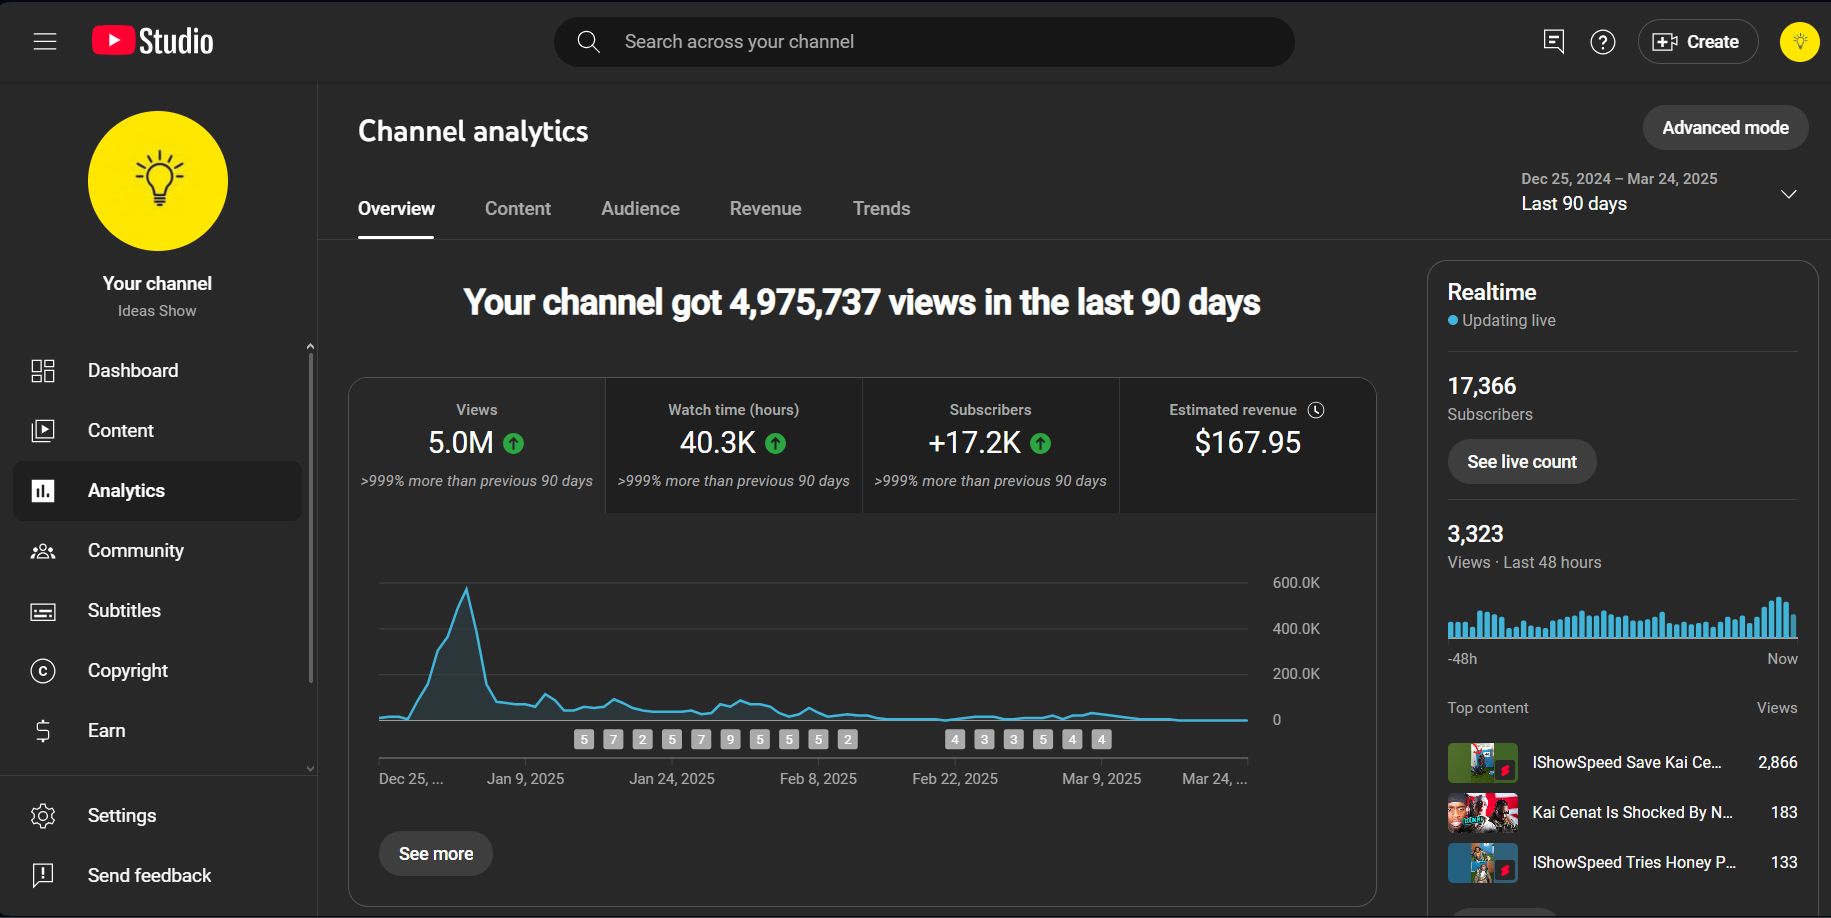 Studio
Search across your channel
Create
Your channel
Ideas Show
Dashboard
Content
Analytics
Community
Subtitles
Copyright
Earn
Settings
Send feedback
Channel analytics
Advanced mode
Overview
Content
Audience
Revenue
Trends
Dec 25, 2024 – Mar 24, 2025
Last 90 days
Your channel got 4,975,737 views in the last 90 days
Views
5.0M
>999% more than previous 90 days
Watch time (hours)
40.3K
>999% more than previous 90 days
Subscribers
+17.2K
>999% more than previous 90 days
Estimated revenue
$167.95
600.0K
400.0K
200.0K
0
5 7 2 5 7 9 5 5 5 2 4 3 3 5 4 4
Dec 25, ... Jan 9, 2025 Jan 24, 2025 Feb 8, 2025 Feb 22, 2025 Mar 9, 2025 Mar 24, ...
See more
Realtime
Updating live
17,366
Subscribers
See live count
3,323
Views · Last 48 hours
-48h Now
Top content Views
IShowSpeed Save Kai Ce... 2,866
Kai Cenat Is Shocked By N... 183
IShowSpeed Tries Honey P... 133